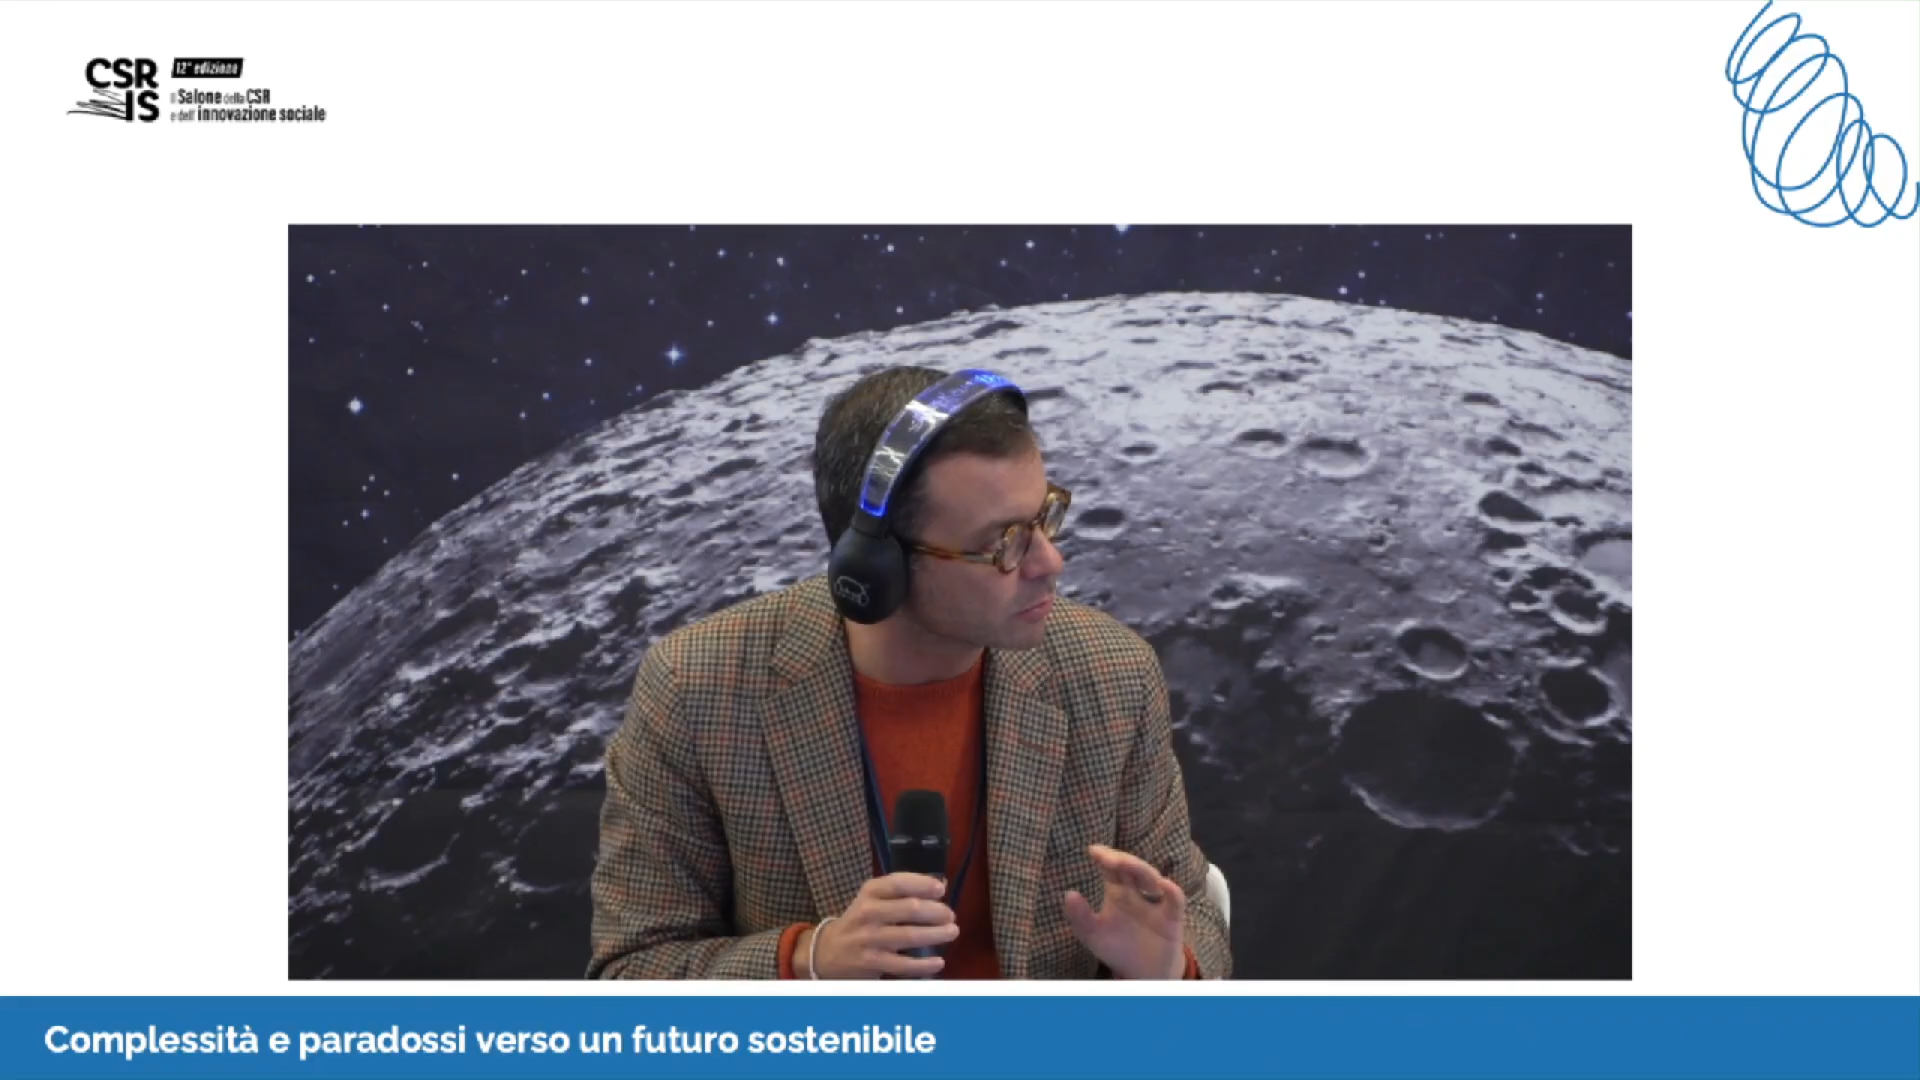 CSR
IS
12ª edizione
Il Salone della CSR
e dell'innovazione sociale
Complessità e paradossi verso un futuro sostenibile